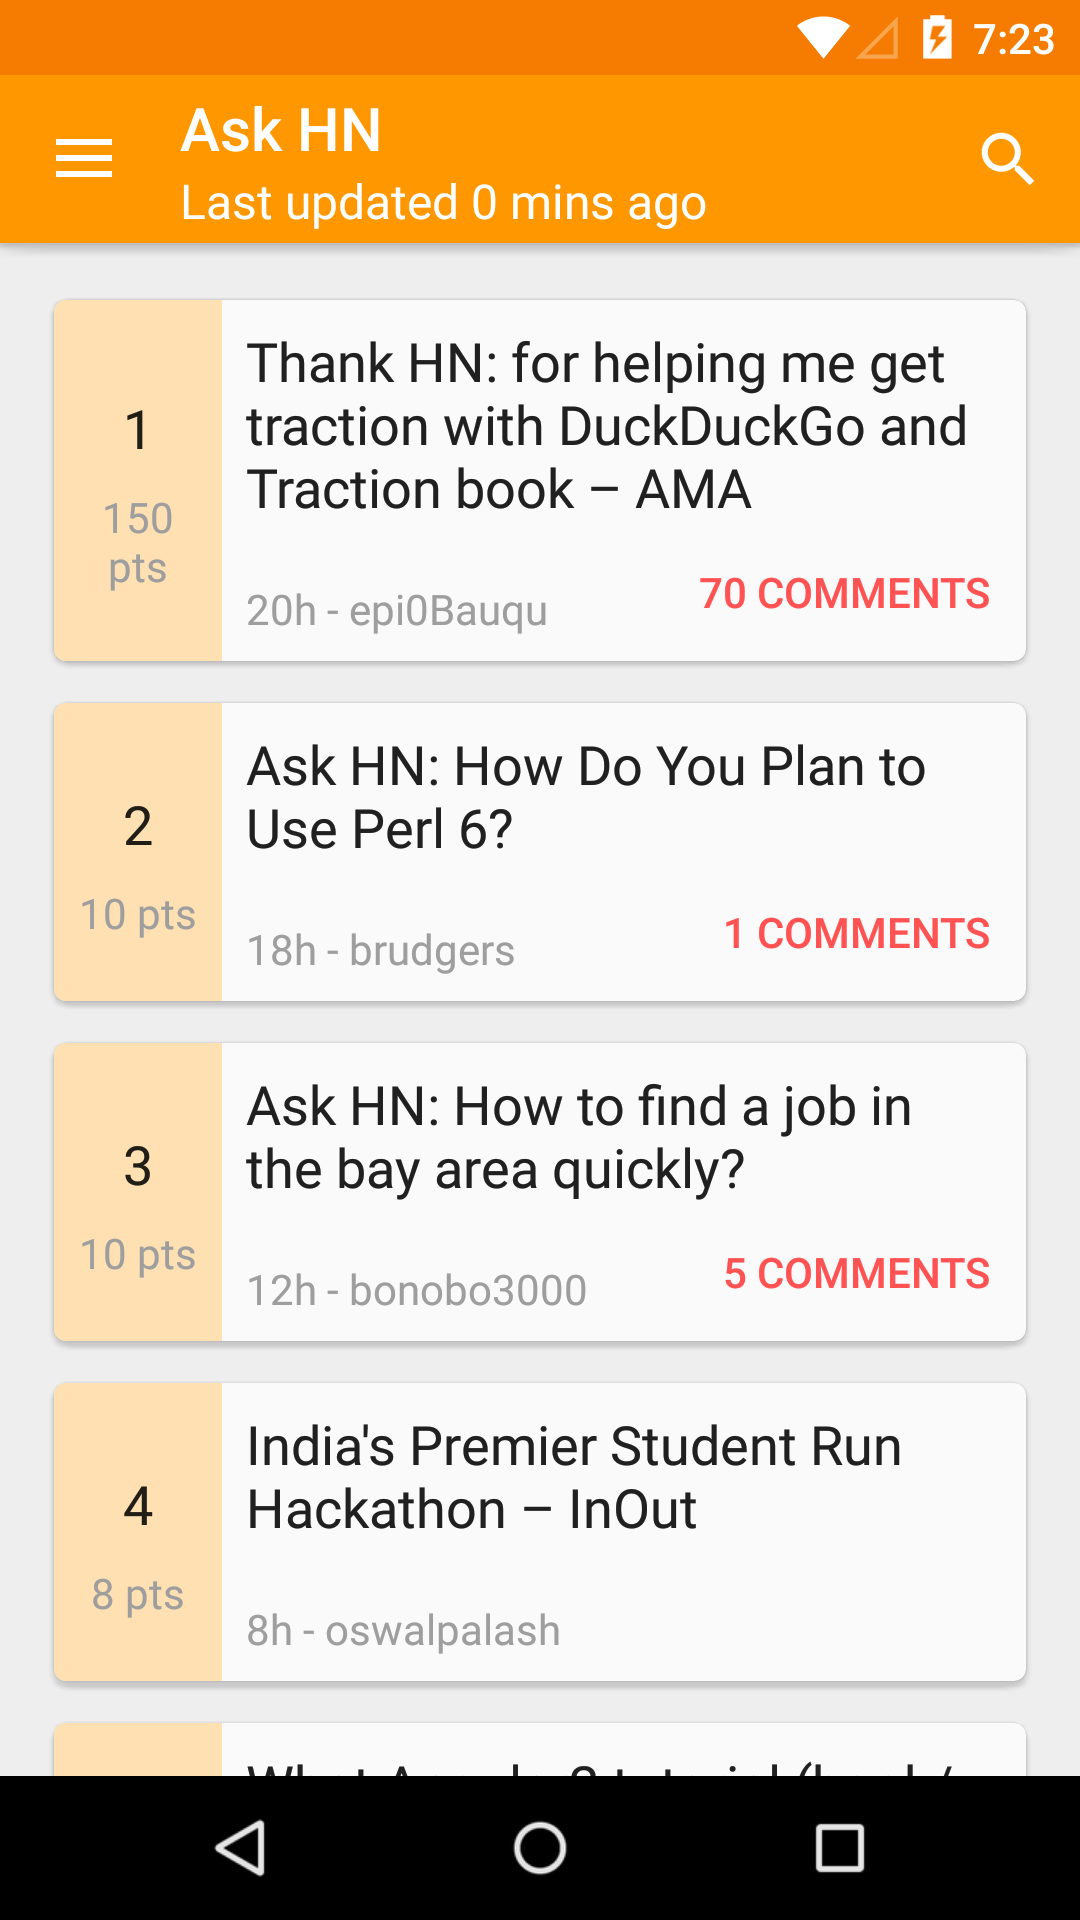 7:23
Ask HN
Last updated 0 mins ago
1
150
pts
Thank HN: for helping me get
traction with DuckDuckGo and
Traction book – AMA
20h - epi0Bauqu
70 COMMENTS
2
10 pts
Ask HN: How Do You Plan to
Use Perl 6?
18h - brudgers
1 COMMENTS
3
10 pts
Ask HN: How to find a job in
the bay area quickly?
12h - bonobo3000
5 COMMENTS
4
8 pts
India's Premier Student Run
Hackathon – InOut
8h - oswalpalash